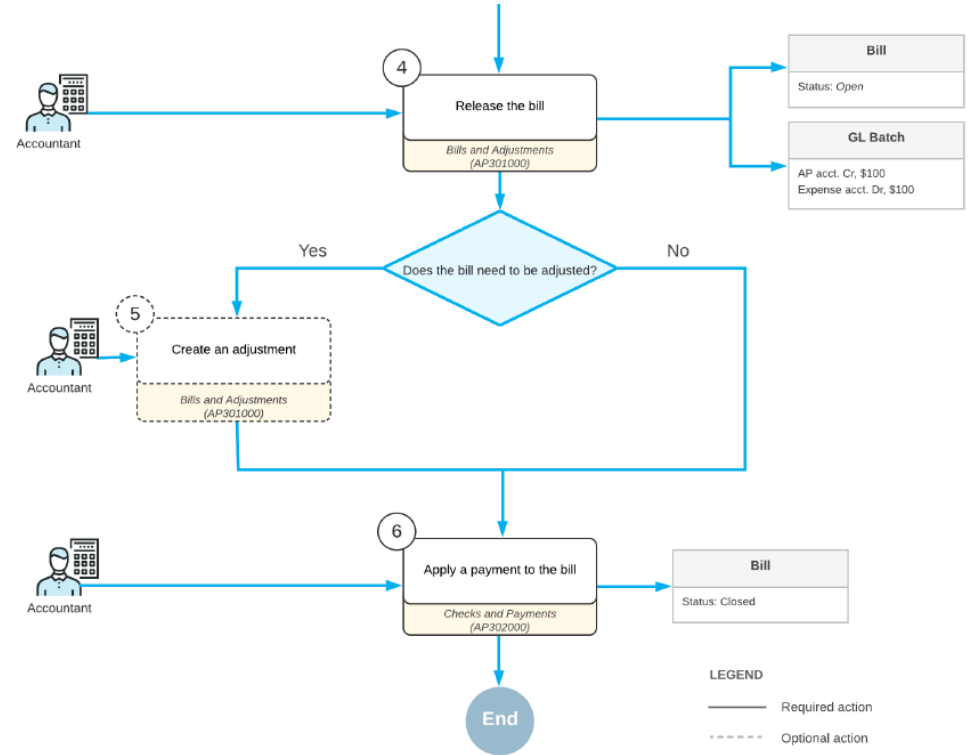 4
Release the bill
Bills and Adjustments
(AP301000)
Accountant
Bill
Status: Open
GL Batch
AP acct. Cr, $100
Expense acct. Dr, $100
Yes
Does the bill need to be adjusted?
No
5
Create an adjustment
Bills and Adjustments
(AP301000)
Accountant
6
Apply a payment to the bill
Checks and Payments
(AP302000)
Accountant
Bill
Status: Closed
End
LEGEND
Required action
Optional action